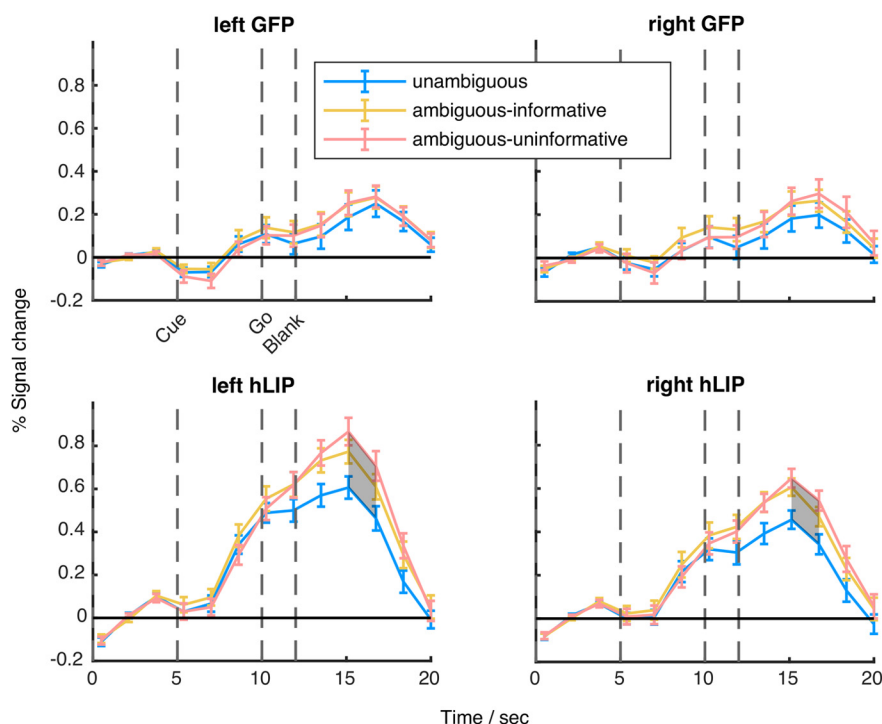 left GFP
right GFP
unambiguous
ambiguous-informative
ambiguous-uninformative
0.8
0.6
0.4
0.2
0
-0.2
Cue
Go
Blank
% Signal change
left hLIP
right hLIP
0.8
0.6
0.4
0.2
0
-0.2
0 5 10 15 20
0 5 10 15 20
Time / sec